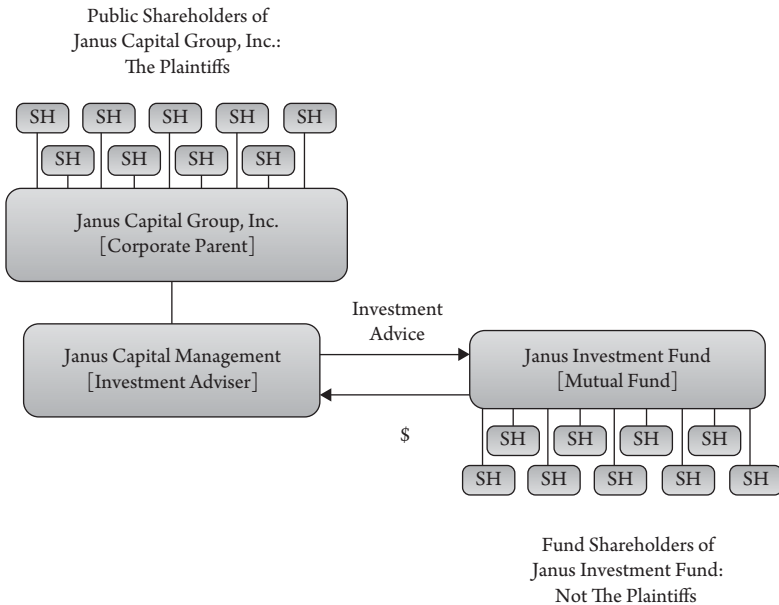 Public Shareholders of
Janus Capital Group, Inc.:
The Plaintiffs
SH SH SH SH SH
SH SH SH SH
Janus Capital Group, Inc.
[Corporate Parent]
Investment
Advice
Janus Capital Management
[Investment Adviser]
Janus Investment Fund
[Mutual Fund]
$
SH SH SH SH
SH SH SH SH SH
Fund Shareholders of
Janus Investment Fund:
Not The Plaintiffs